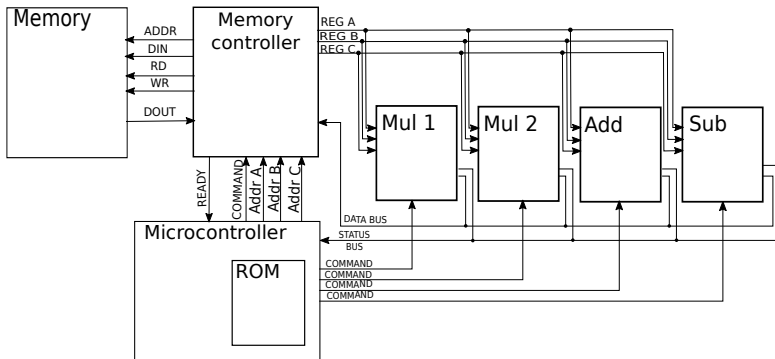 Memory
Memory
controller
ADDR
DIN
RD
WR
DOUT
REG A
REG B
REG C
Mul 1
Mul 2
Add
Sub
READY
COMMAND
Addr A
Addr B
Addr C
DATA BUS
STATUS
BUS
Microcontroller
ROM
COMMAND
COMMAND
COMMAND
COMMAND